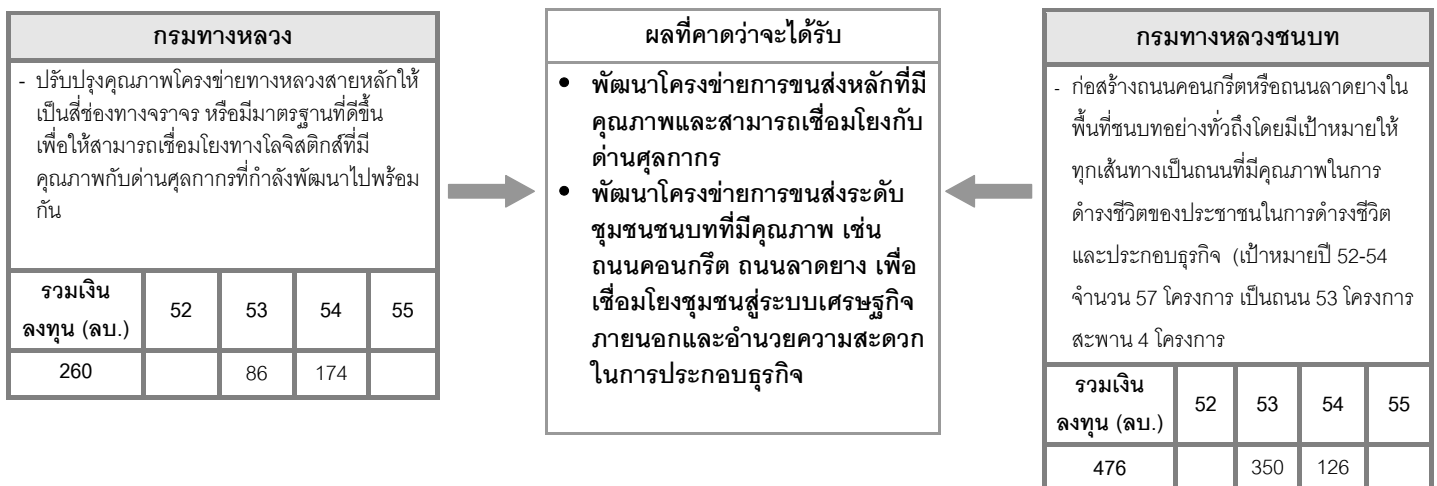 กรมทางหลวง
- ปรับปรุงคุณภาพโครงข่ายทางหลวงสายหลักให้
เป็นสี่ช่องทางจราจร หรือมีมาตรฐานที่ดีขึ้น
เพื่อให้สามารถเชื่อมโยงทางโลจิสติกส์ที่มี
คุณภาพกับด่านศุลกากรที่กำลังพัฒนาไปพร้อม
กัน
รวมเงิน
ลงทุน (ลบ.) 52 53 54 55
260 86 174
ผลที่คาดว่าจะได้รับ
• พัฒนาโครงข่ายการขนส่งหลักที่มี
คุณภาพและสามารถเชื่อมโยงกับ
ด่านศุลกากร
• พัฒนาโครงข่ายการขนส่งระดับ
ชุมชนชนบทที่มีคุณภาพ เช่น
ถนนคอนกรีต ถนนลาดยาง เพื่อ
เชื่อมโยงชุมชนสู่ระบบเศรษฐกิจ
ภายนอกและอำนวยความสะดวก
ในการประกอบธุรกิจ
กรมทางหลวงชนบท
- ก่อสร้างถนนคอนกรีตหรือถนนลาดยางใน
พื้นที่ชนบทอย่างทั่วถึงโดยมีเป้าหมายให้
ทุกเส้นทางเป็นถนนที่มีคุณภาพในการ
ดำรงชีวิตของประชาชนในการดำรงชีวิต
และประกอบธุรกิจ (เป้าหมายปี 52-54
จำนวน 57 โครงการ เป็นถนน 53 โครงการ
สะพาน 4 โครงการ
รวมเงิน
ลงทุน (ลบ.) 52 53 54 55
476 350 126